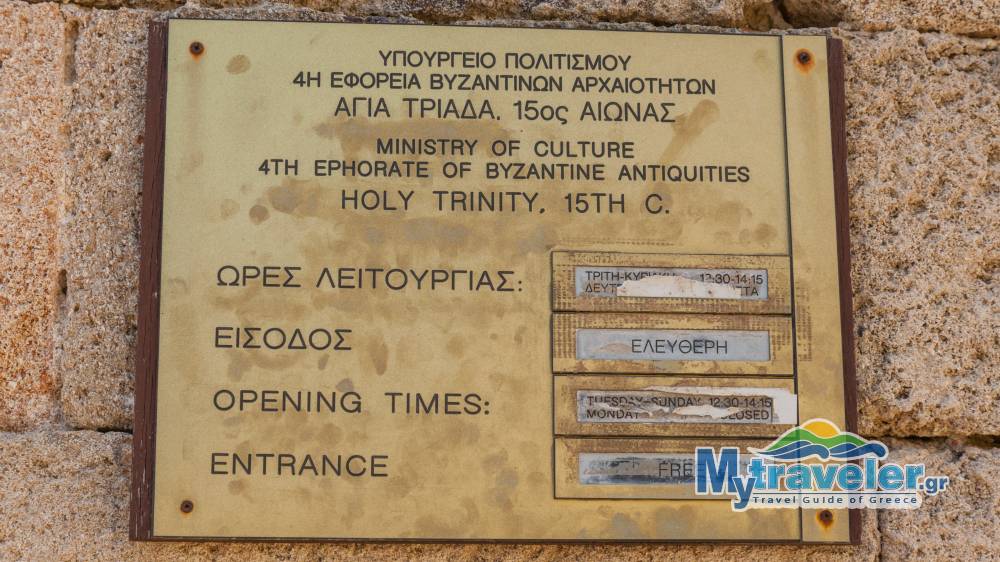 ΥΠΟΥΡΓΕΙΟ ΠΟΛΙΤΙΣΜΟΥ
4Η ΕΦΟΡΕΙΑ ΒΥΖΑΝΤΙΝΩΝ ΑΡΧΑΙΟΤΗΤΩΝ
ΑΓΙΑ ΤΡΙΑΔΑ. 15ος ΑΙΩΝΑΣ
MINISTRY OF CULTURE
4TH EPHORATE OF BYZANTINE ANTIQUITIES
HOLY TRINITY, 15TH C.
ΩΡΕΣ ΛΕΙΤΟΥΡΓΙΑΣ:
ΤΡΙΤΗ-ΚΥΡΙΑΚΗ 12:30-14:15
ΕΙΣΟΔΟΣ
ΕΛΕΥΘΕΡΗ
OPENING TIMES:
TUESDAY-SUNDAY 12:30-14:15
MONDAY CLOSED
ENTRANCE
FREE
Mytraveler.gr
Travel Guide of Greece